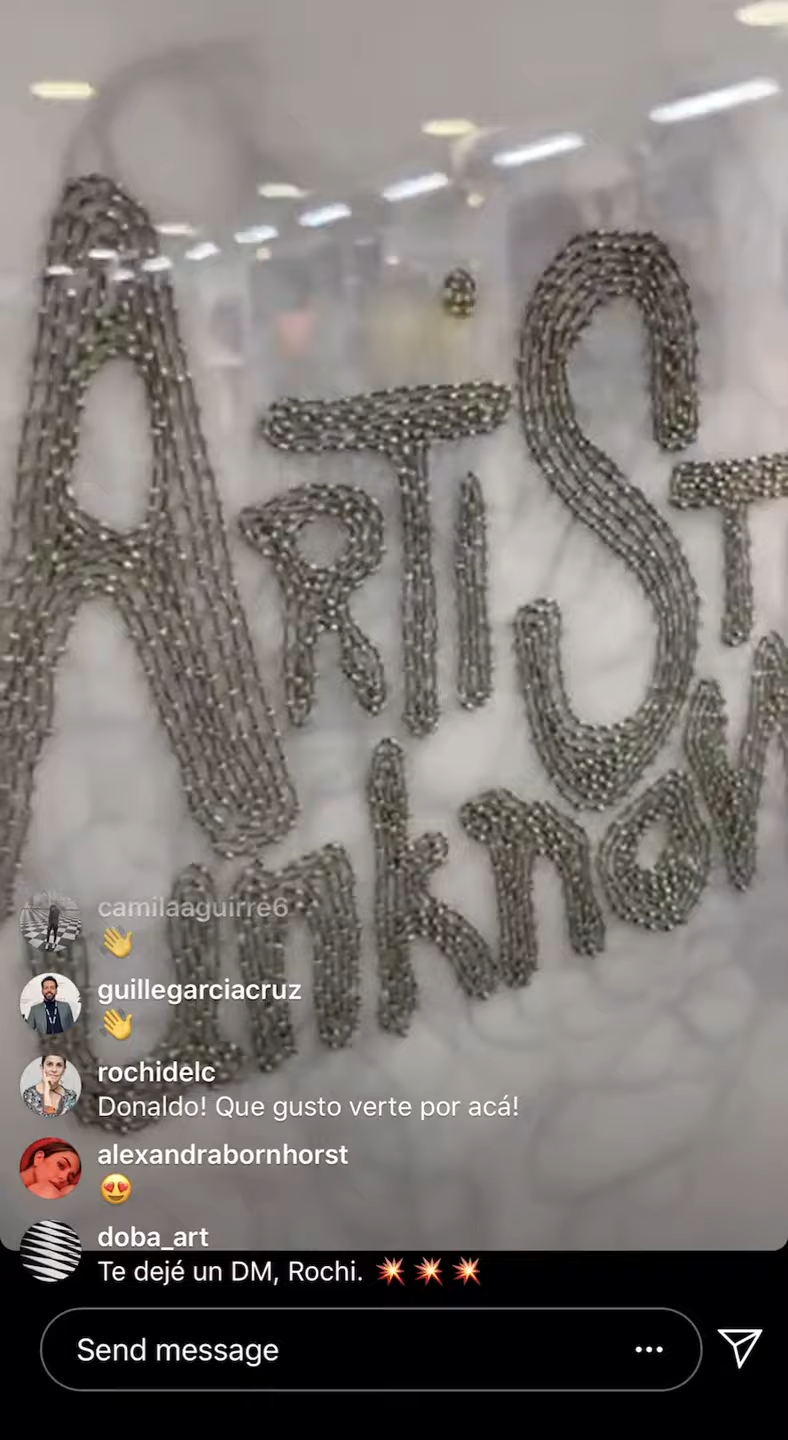 ARTiST
unknow
camilaaguirre6
👋
guillegarciacruz
👋
rochidelc
Donaldo! Que gusto verte por acá!
alexandrabornhorst
😍
doba_art
Te dejé un DM, Rochi. 💥 💥 💥
Send message